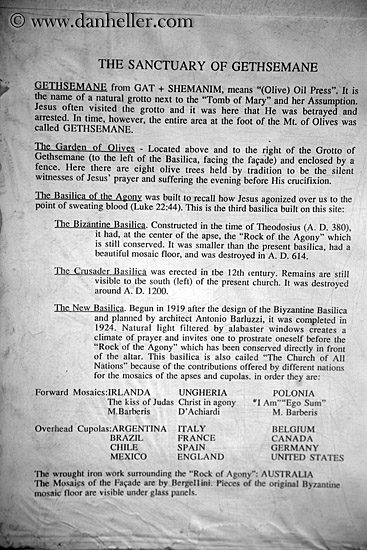 © www.danheller.com
THE SANCTUARY OF GETHSEMANE
GETHSEMANE from GAT + SHEMANIM, means "(Olive) Oil Press". It is
the name of a natural grotto next to the "Tomb of Mary" and her Assumption.
Jesus often visited the grotto and it was here that He was betrayed and
arrested. In time, however, the entire area at the foot of the Mt. of Olives was
called GETHSEMANE.
The Garden of Olives - Located above and to the right of the Grotto of
Gethsemane (to the left of the Basilica, facing the façade) and enclosed by a
fence. Here there are eight olive trees held by tradition to be the silent
witnesses of Jesus' prayer and suffering the evening before His crucifixion.
The Basilica of the Agony was built to recall how Jesus agonized over us to the
point of sweating blood (Luke 22:44). This is the third basilica built on this site:
The Bizantine Basilica. Constructed in the time of Theodosius (A. D. 380),
it had, at the center of the apse, the "Rock of the Agony" which
is still conserved. It was smaller than the present basilica, had a
beautiful mosaic floor, and was destroyed in A. D. 614.
The Crusader Basilica was erected in tbe 12th century. Remains are still
visible to the south (left) of the present church. It was destroyed
around A. D. 1200.
The New Basilica. Begun in 1919 after the design of the Biyzantine Basilica
and planned by architect Antonio Barluzzi, it was completed in
1924. Natural light filtered by alabaster windows creates a
climate of prayer and invites one to prostrate oneself before the
"Rock of the Agony" which has been conserved directly in front
of the altar. This basilica is also cailed "The Church of All
Nations" because of the contributions offered by different nations
for the mosaics of the apses and cupolas. in order they are:
Forward Mosaics:IRLANDA UNGHERIA POLONIA
The kiss of Judas Christ in agony "I Am""Ego Sum"
M.Barberis D'Achiardi M. Barberis
Overhead Cupolas:ARGENTINA ITALY BELGIUM
BRAZIL FRANCE CANADA
CHILE SPAIN GERMANY
MEXICO ENGLAND UNITED STATES
The wrought iron work surrounding the "Rock of Agony": AUSTRALIA
The Mosaics of the Façade are by Bergellini. Pieces of the original Byzantine
mosaic floor are visible under glass panels.